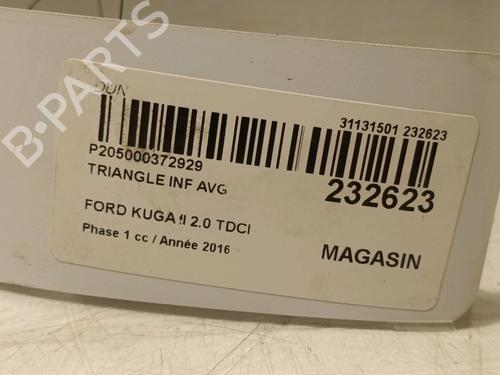 DUN
31131501 232623
P205000372929
TRIANGLE INF AVG
232623
FORD KUGA II 2.0 TDCI
Phase 1 cc / Année 2016
MAGASIN
B-PARTS